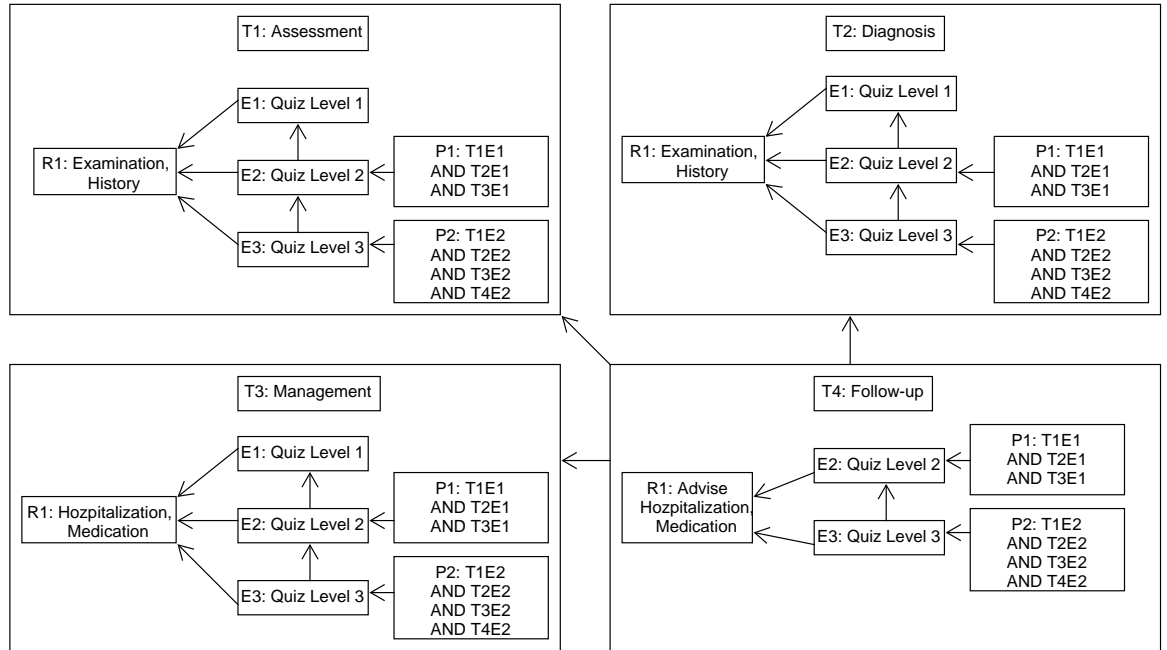 T1: Assessment
E1: Quiz Level 1
R1: Examination,
History
E2: Quiz Level 2
P1: T1E1
AND T2E1
AND T3E1
E3: Quiz Level 3
P2: T1E2
AND T2E2
AND T3E2
AND T4E2
T2: Diagnosis
E1: Quiz Level 1
R1: Examination,
History
E2: Quiz Level 2
P1: T1E1
AND T2E1
AND T3E1
E3: Quiz Level 3
P2: T1E2
AND T2E2
AND T3E2
AND T4E2
T3: Management
E1: Quiz Level 1
R1: Hozpitalization,
Medication
E2: Quiz Level 2
P1: T1E1
AND T2E1
AND T3E1
E3: Quiz Level 3
P2: T1E2
AND T2E2
AND T3E2
AND T4E2
T4: Follow-up
R1: Advise
Hozpitalization,
Medication
E2: Quiz Level 2
P1: T1E1
AND T2E1
AND T3E1
E3: Quiz Level 3
P2: T1E2
AND T2E2
AND T3E2
AND T4E2